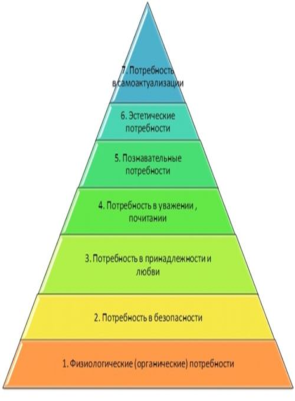 7. Потребность
в самоактуализации
6. Эстетические
потребности
5. Познавательные
потребности
4. Потребность в уважении ,
почитании
3. Потребность в принадлежности и
любви
2. Потребность в безопасности
1. Физиологические (органические) потребности